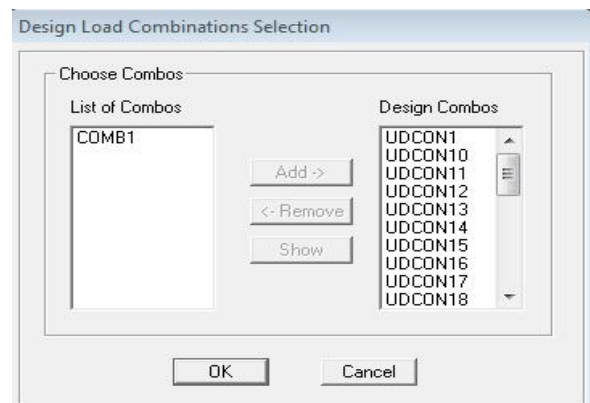 Design Load Combinations Selection
Choose Combos
List of Combos
Design Combos
COMB1
Add ->
<- Remove
Show
UDCON1
UDCON10
UDCON11
UDCON12
UDCON13
UDCON14
UDCON15
UDCON16
UDCON17
UDCON18
OK
Cancel